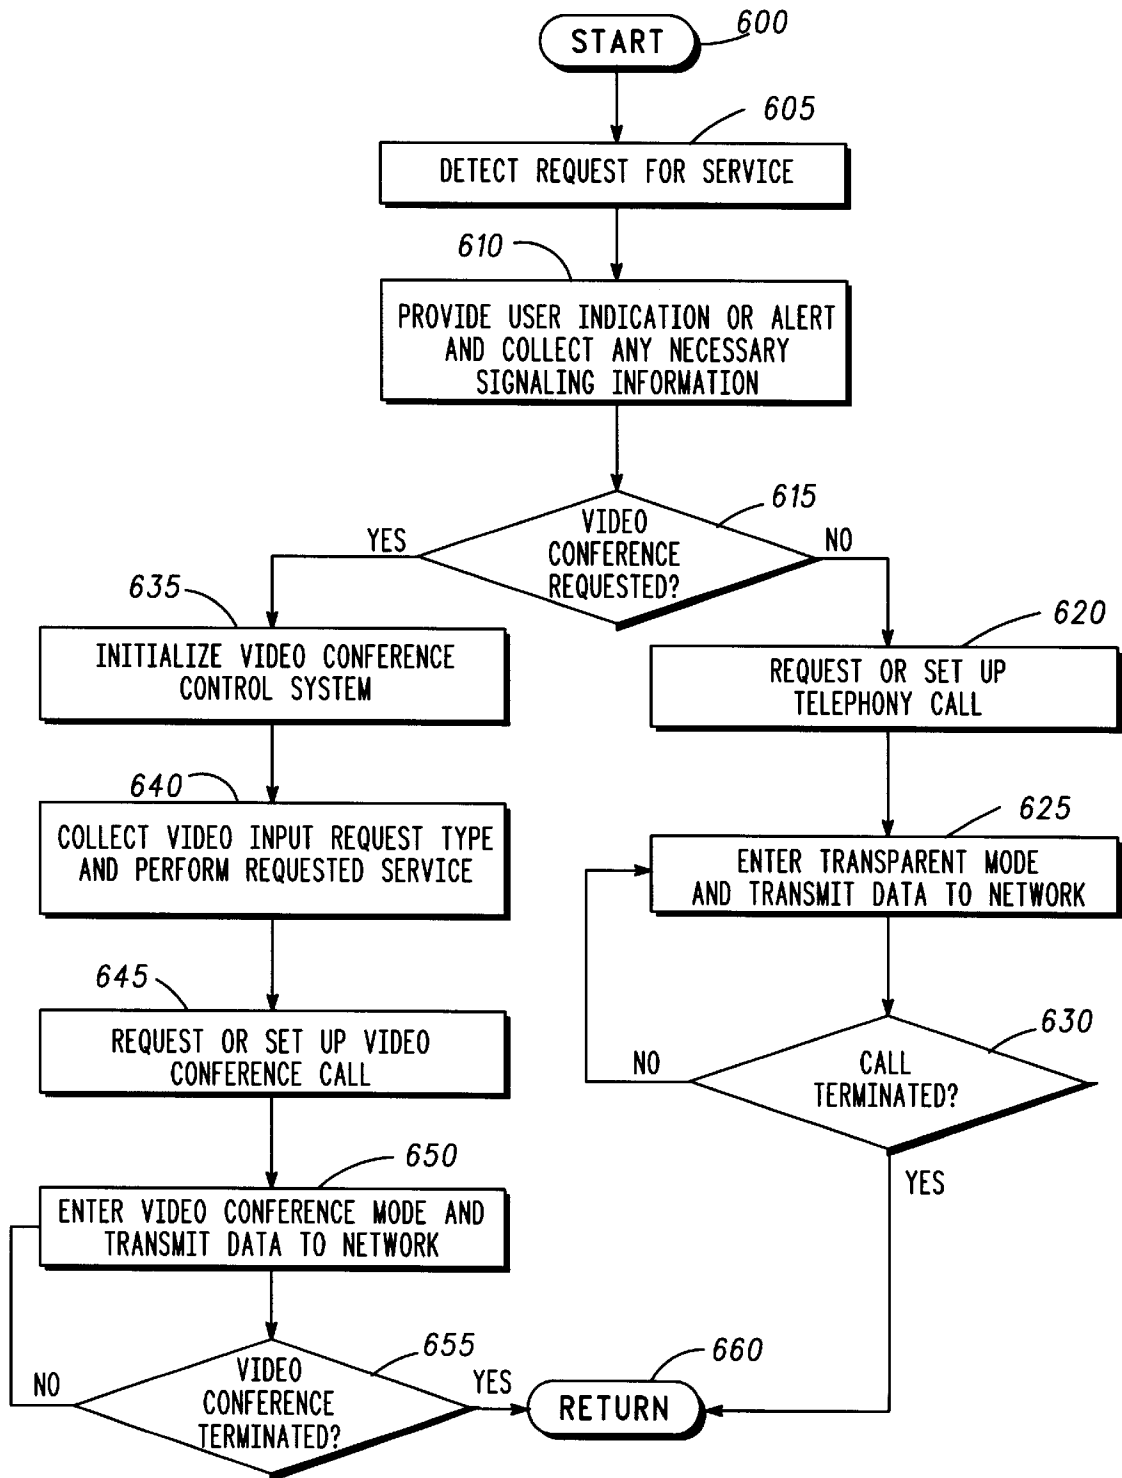 START
600
605
DETECT REQUEST FOR SERVICE
610
PROVIDE USER INDICATION OR ALERT
AND COLLECT ANY NECESSARY
SIGNALING INFORMATION
615
VIDEO
CONFERENCE
REQUESTED?
YES
NO
635
INITIALIZE VIDEO CONFERENCE
CONTROL SYSTEM
620
REQUEST OR SET UP
TELEPHONY CALL
640
COLLECT VIDEO INPUT REQUEST TYPE
AND PERFORM REQUESTED SERVICE
625
ENTER TRANSPARENT MODE
AND TRANSMIT DATA TO NETWORK
645
REQUEST OR SET UP VIDEO
CONFERENCE CALL
630
CALL
TERMINATED?
NO
YES
650
ENTER VIDEO CONFERENCE MODE AND
TRANSMIT DATA TO NETWORK
655
VIDEO
CONFERENCE
TERMINATED?
NO
YES
660
RETURN